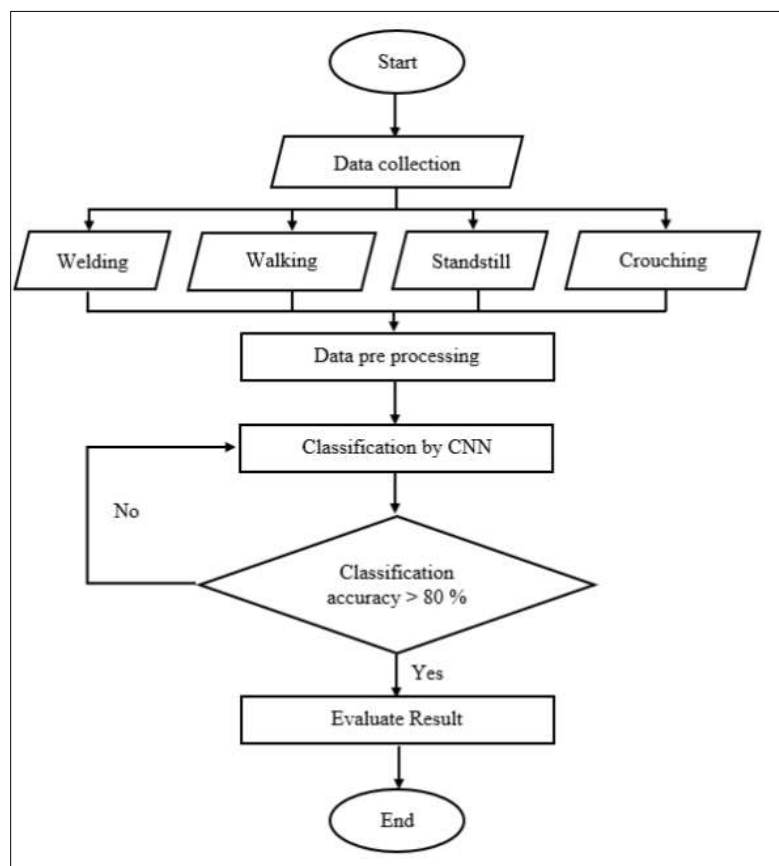 Start
Data collection
Welding
Walking
Standstill
Crouching
Data pre processing
Classification by CNN
No
Classification
accuracy > 80 %
Yes
Evaluate Result
End